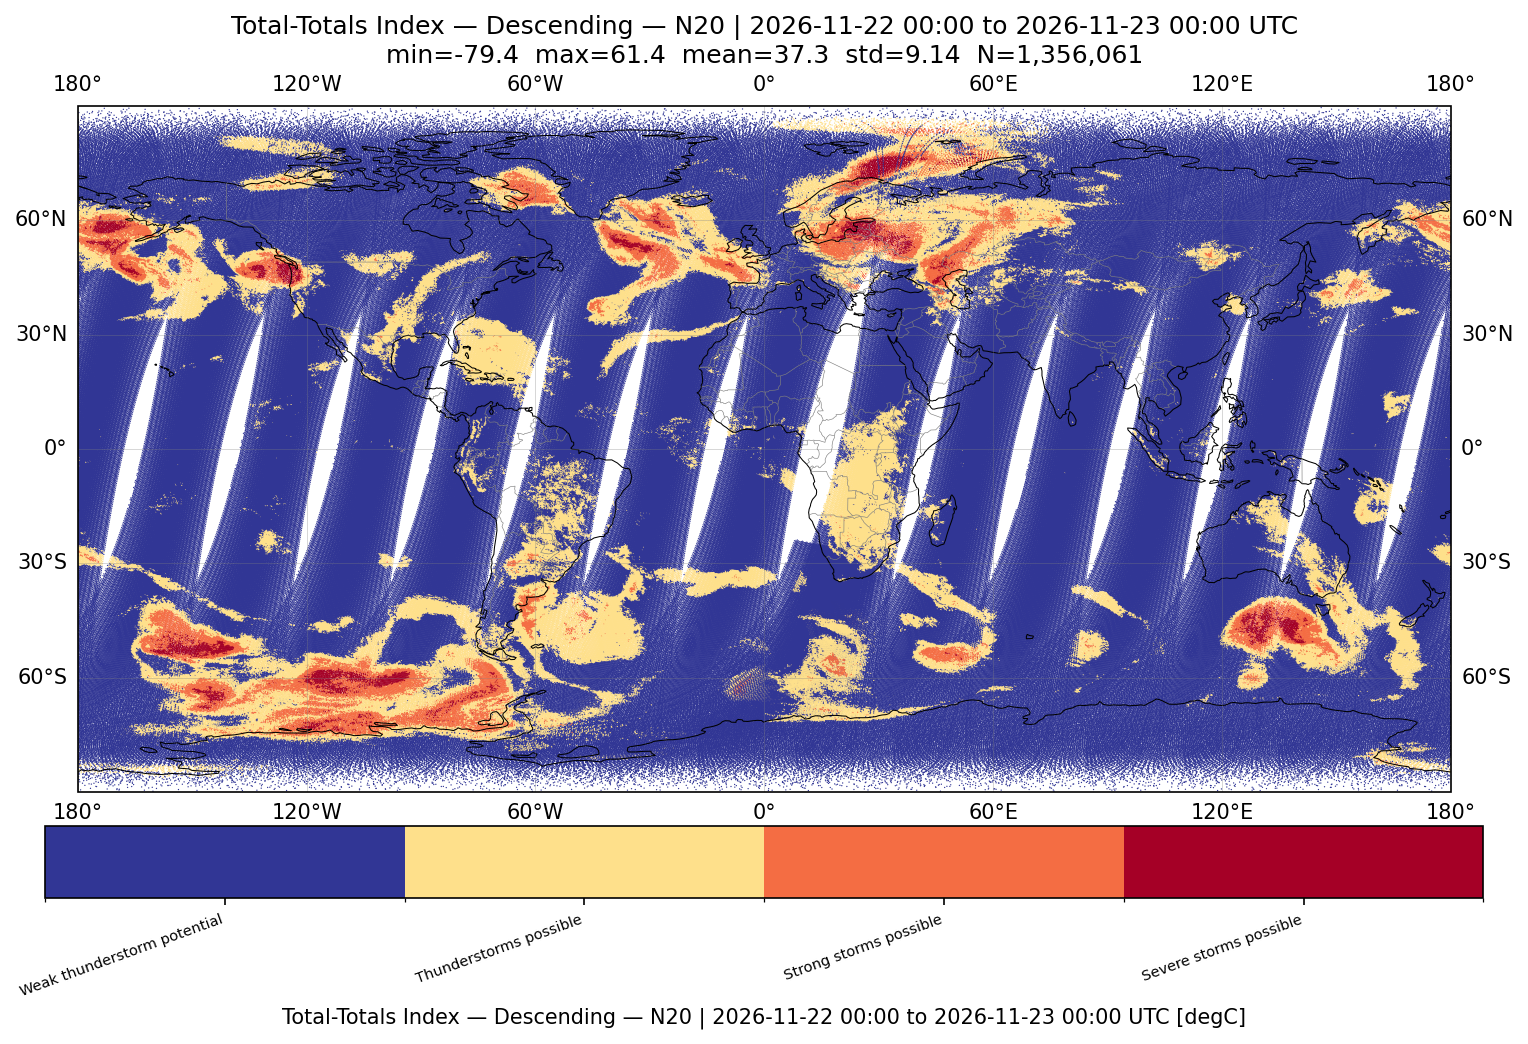 Total-Totals Index — Descending — N20 | 2026-11-22 00:00 to 2026-11-23 00:00 UTC
min=-79.4 max=61.4 mean=37.3 std=9.14 N=1,356,061
180° 120°W 60°W 0° 60°E 120°E 180°
60°N 60°N
30°N 30°N
0° 0°
30°S 30°S
60°S 60°S
180° 120°W 60°W 0° 60°E 120°E 180°
Weak thunderstorm potential Thunderstorms possible Strong storms possible Severe storms possible
Total-Totals Index — Descending — N20 | 2026-11-22 00:00 to 2026-11-23 00:00 UTC [degC]